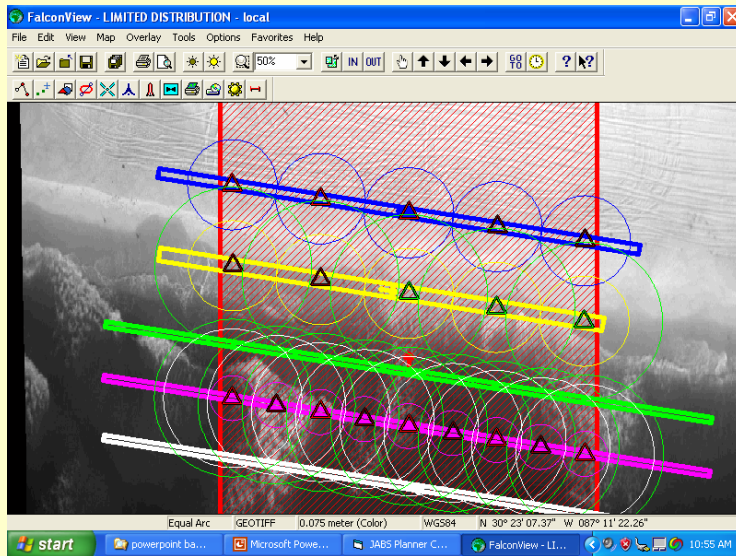 FalconView - LIMITED DISTRIBUTION - local
File Edit View Map Overlay Tools Options Favorites Help
50% IN OUT GO TO ? ?
Equal Arc GEOTIFF 0.075 meter (Color) WGS84 N 30° 23' 07.37" W 087° 11' 22.26"
start powerpoint ba... Microsoft Powe... JABS Planner C... FalconView - LI... 10:55 AM